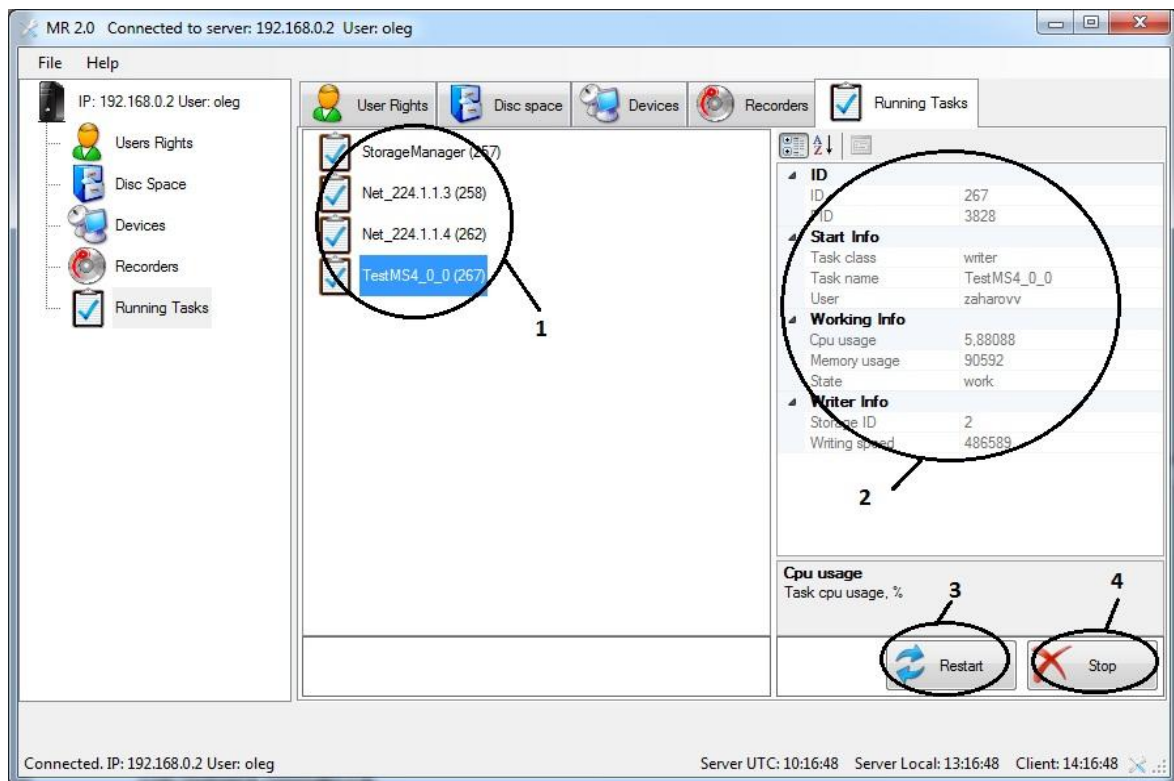 MR 2.0 Connected to server: 192.168.0.2 User: oleg
File Help
IP: 192.168.0.2 User: oleg
Users Rights
Disc Space
Devices
Recorders
Running Tasks
User Rights Disc space Devices Recorders Running Tasks
StorageManager (257)
Net_224.1.1.3 (258)
Net_224.1.1.4 (262)
TestMS4_0_0 (267)
1
ID
ID 267
PID 3828
Start Info
Task class writer
Task name TestMS4_0_0
User zaharovv
Working Info
Cpu usage 5,88088
Memory usage 90592
State work
Writer Info
Storage ID 2
Writing speed 486589
2
Cpu usage
Task cpu usage, %
3
4
Restart
Stop
Connected. IP: 192.168.0.2 User: oleg
Server UTC: 10:16:48 Server Local: 13:16:48 Client: 14:16:48